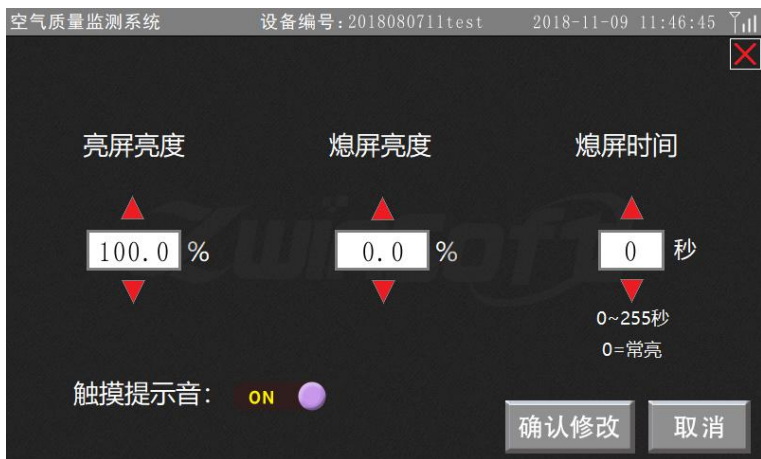 空气质量监测系统 设备编号:2018080711test 2018-11-09 11:46:45
亮屏亮度 熄屏亮度 熄屏时间
100.0 % 0.0 % 0 秒
0~255秒
0=常亮
触摸提示音： ON
确认修改 取消
ZWinSoft